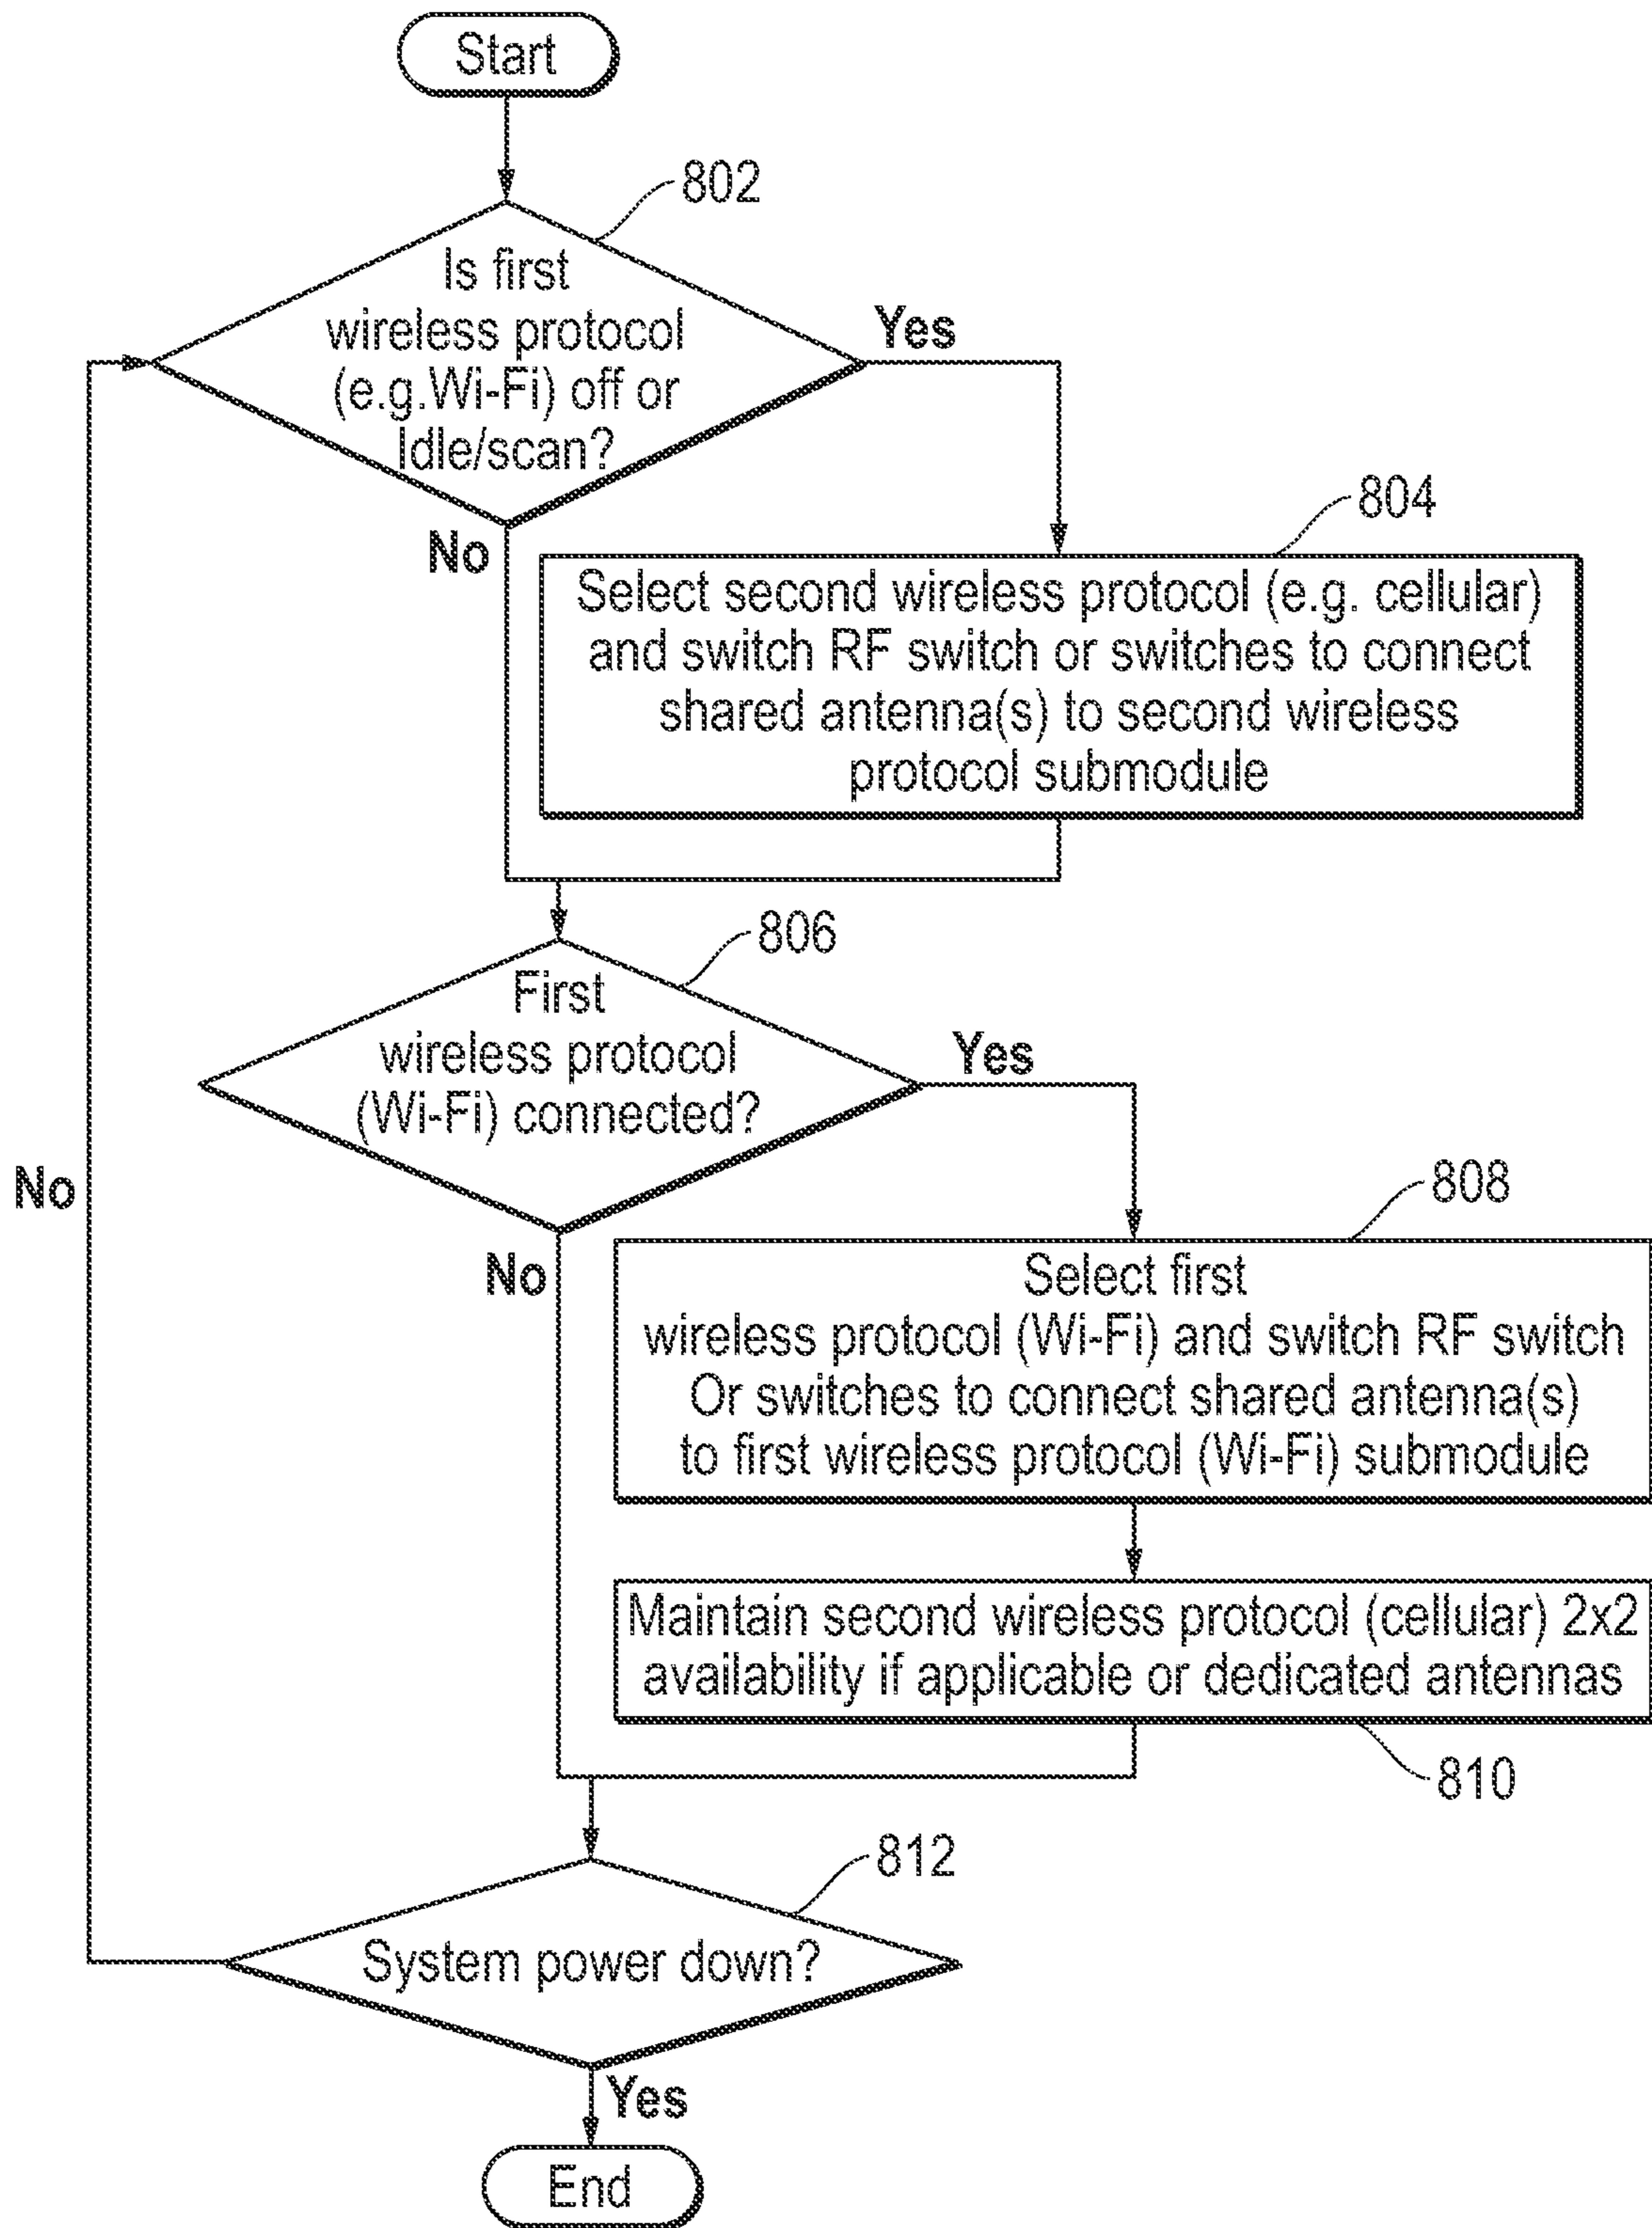 Start
802
Is first
wireless protocol
(e.g.Wi-Fi) off or
Idle/scan?
Yes
No
804
Select second wireless protocol (e.g. cellular)
and switch RF switch or switches to connect
shared antenna(s) to second wireless
protocol submodule
806
First
wireless protocol
(Wi-Fi) connected?
Yes
No
No
808
Select first
wireless protocol (Wi-Fi) and switch RF switch
Or switches to connect shared antenna(s)
to first wireless protocol (Wi-Fi) submodule
Maintain second wireless protocol (cellular) 2x2
availability if applicable or dedicated antennas
810
812
System power down?
Yes
End